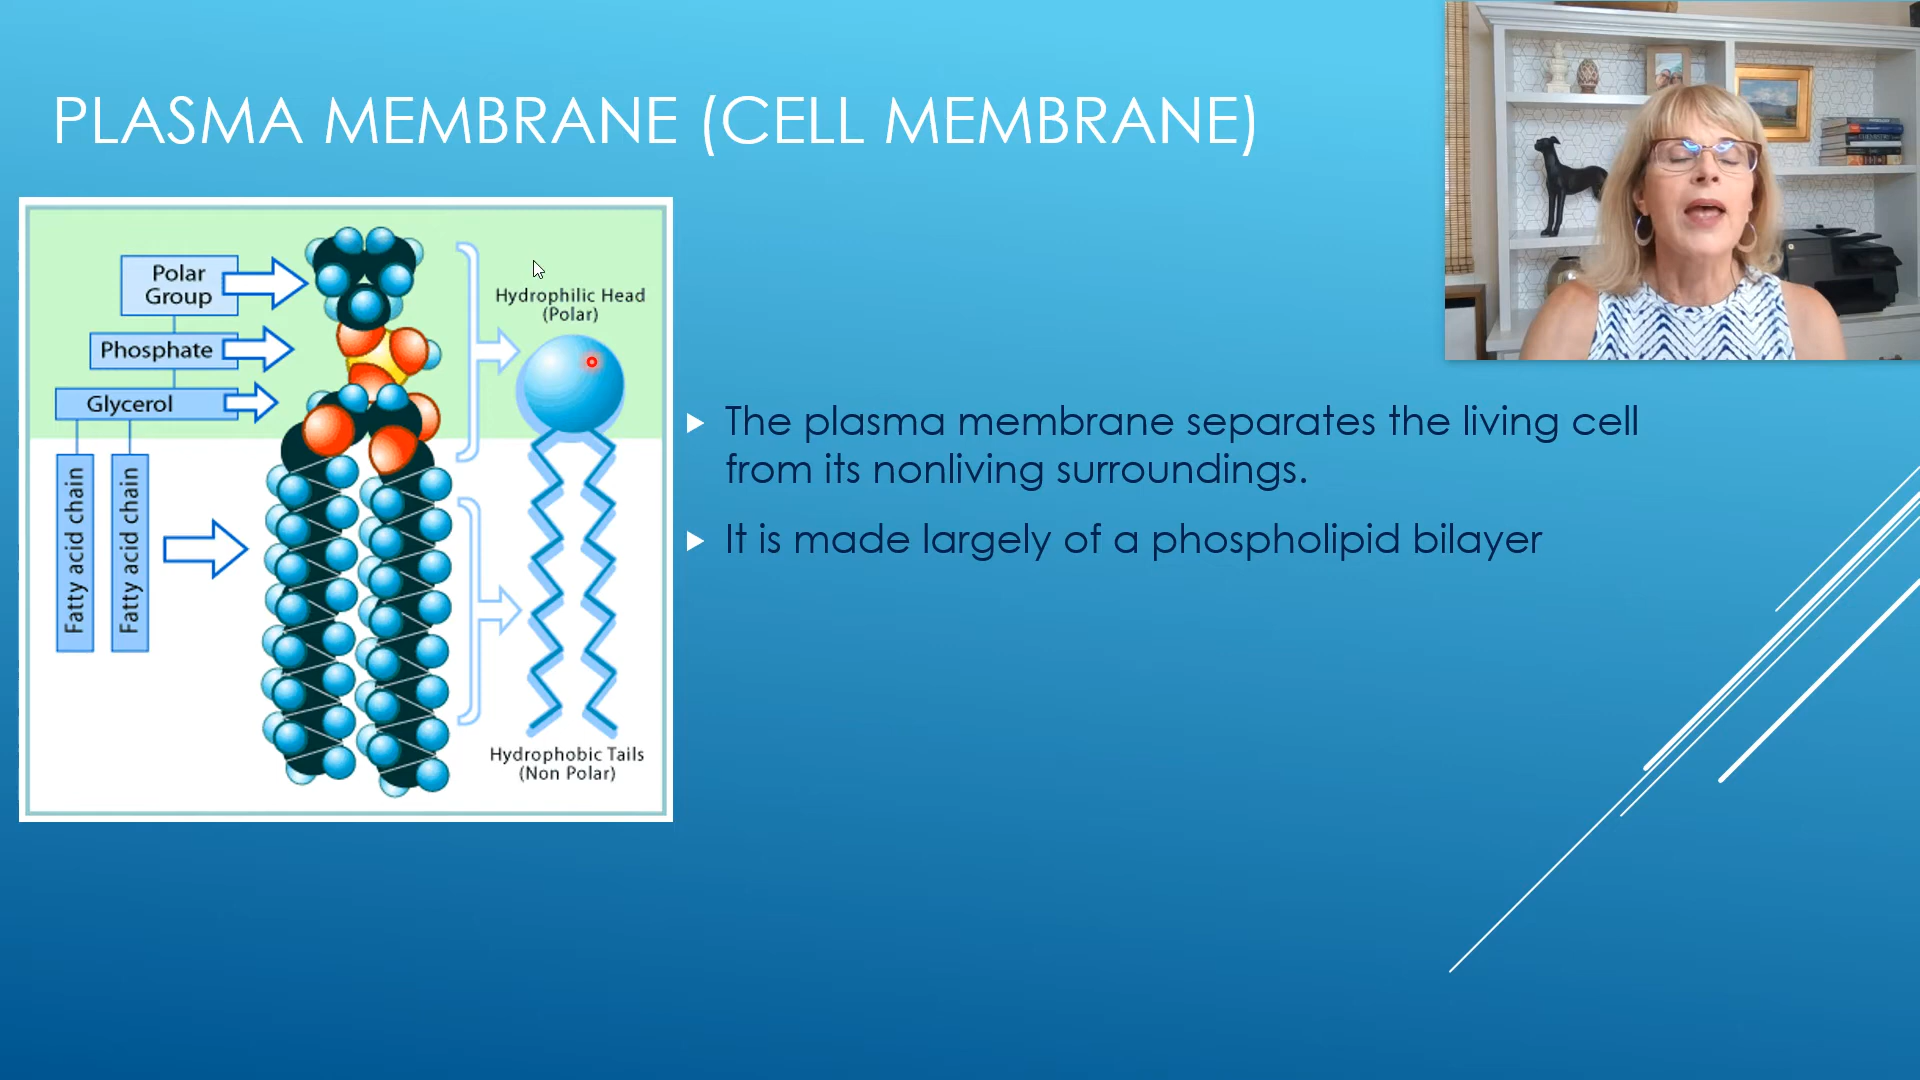 PLASMA MEMBRANE (CELL MEMBRANE)
Polar
Group
Phosphate
Glycerol
Fatty acid chain
Fatty acid chain
Hydrophilic Head
(Polar)
Hydrophobic Tails
(Non Polar)
The plasma membrane separates the living cell
from its nonliving surroundings.
It is made largely of a phospholipid bilayer